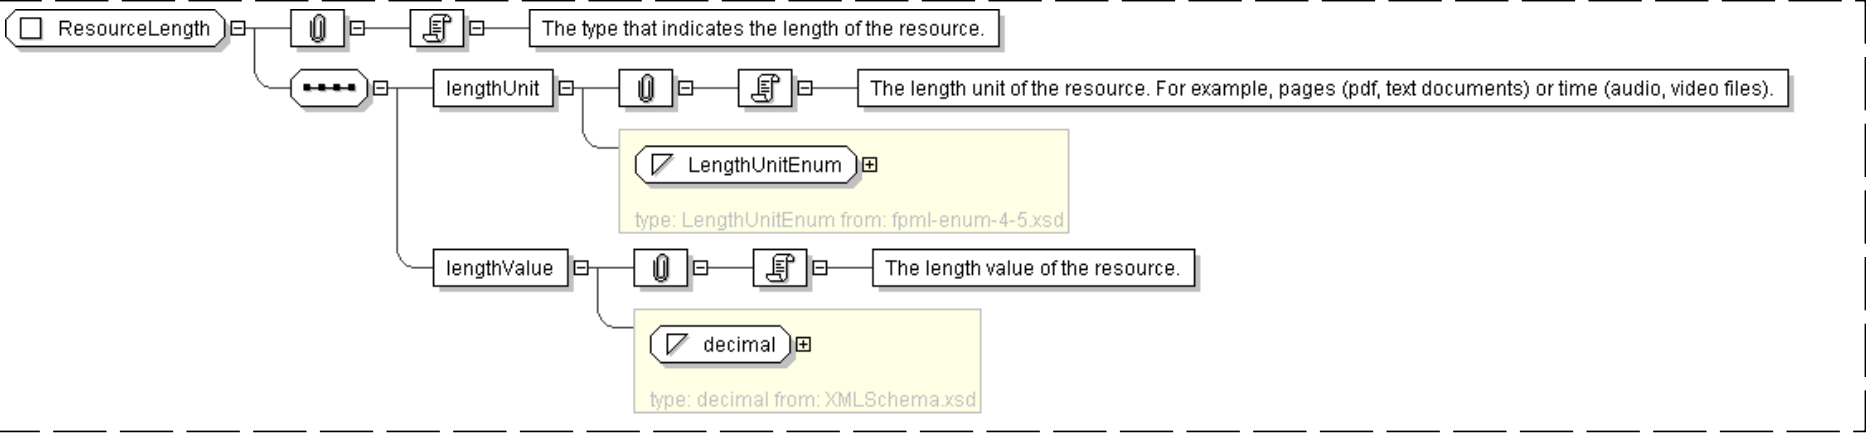 ResourceLength
The type that indicates the length of the resource.
lengthUnit
The length unit of the resource. For example, pages (pdf, text documents) or time (audio, video files).
LengthUnitEnum
type: LengthUnitEnum from: fpml-enum-4-5.xsd
lengthValue
The length value of the resource.
decimal
type: decimal from: XMLSchema.xsd